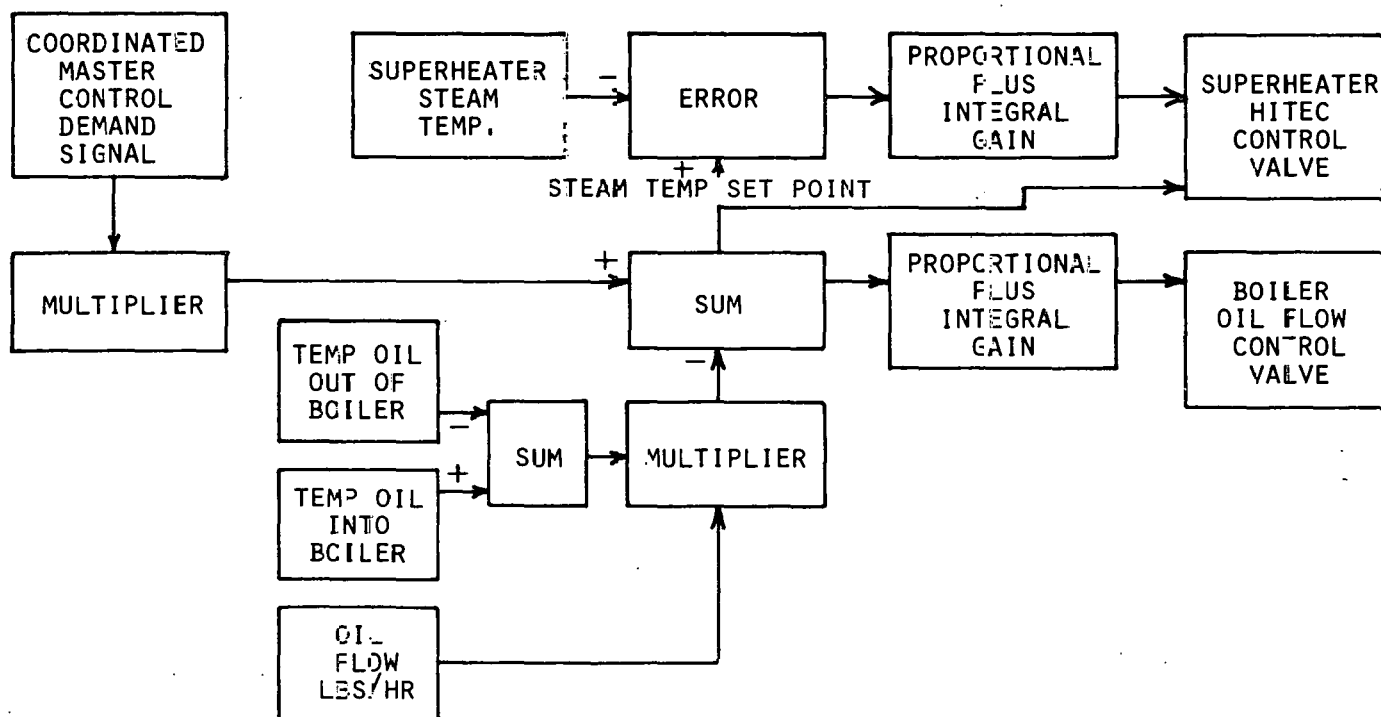 COORDINATED
MASTER
CONTROL
DEMAND
SIGNAL
SUPERHEATER
STEAM
TEMP.
-
ERROR
+
PROPORTIONAL
PLUS
INTEGRAL
GAIN
SUPERHEATER
HITEC
CONTROL
VALVE
STEAM TEMP SET POINT
MULTIPLIER
+
SUM
-
PROPORTIONAL
PLUS
INTEGRAL
GAIN
BOILER
OIL FLOW
CONTROL
VALVE
TEMP OIL
OUT OF
BOILER
-
SUM
MULTIPLIER
+
TEMP OIL
INTO
BOILER
OIL
FLOW
LBS/HR